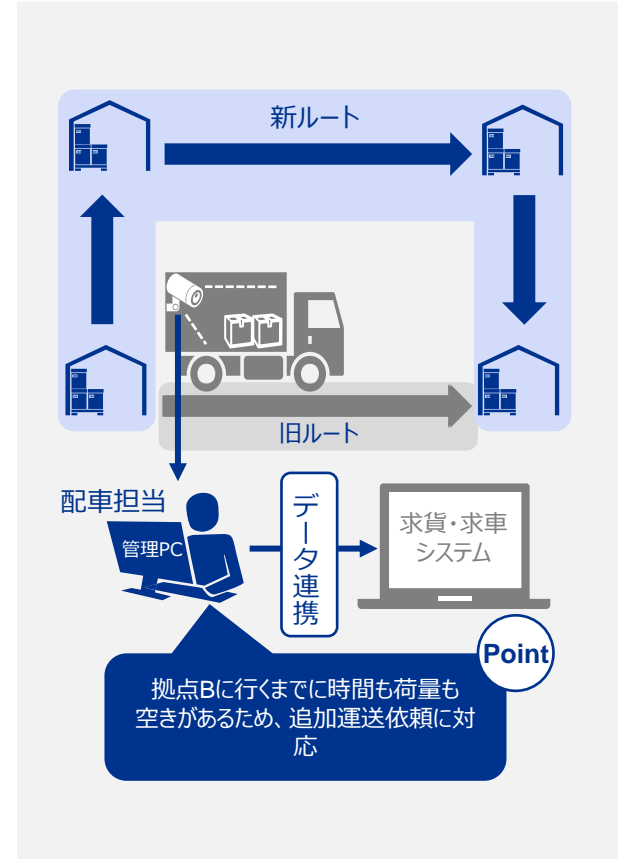 新ルート
旧ルート
配車担当
管理PC
データ連携
求貨・求車
システム
Point
拠点Bに行くまでに時間も荷量も
空きがあるため、追加運送依頼に対
応